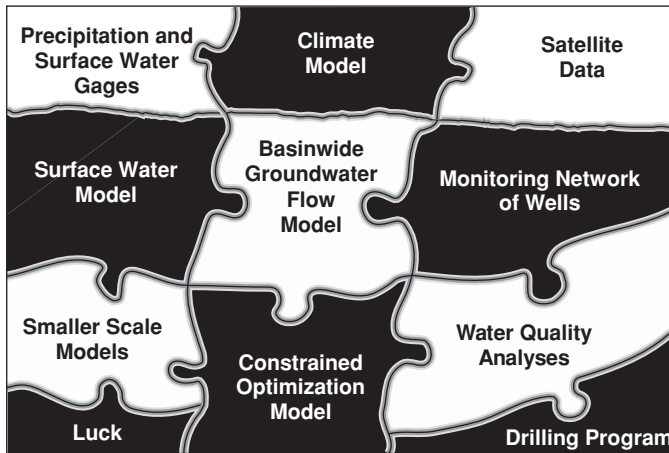 Precipitation and
Surface Water
Gages
Climate
Model
Satellite
Data
Surface Water
Model
Basinwide
Groundwater
Flow
Model
Monitoring Network
of Wells
Smaller Scale
Models
Constrained
Optimization
Model
Water Quality
Analyses
Luck
Drilling Program